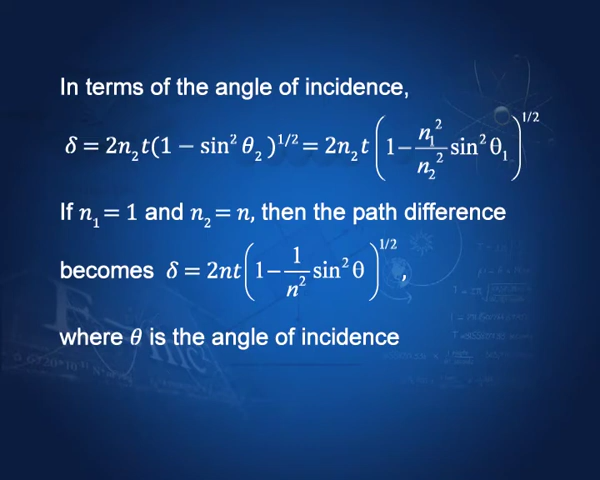 In terms of the angle of incidence,
δ = 2n₂t(1 − sin² θ₂ )^1/2 = 2n₂t (1− n₁²/n₂² sin² θ₁)^1/2
If n₁ = 1 and n₂ = n, then the path difference
becomes δ = 2nt(1− 1/n² sin² θ)^1/2 ,
where θ is the angle of incidence